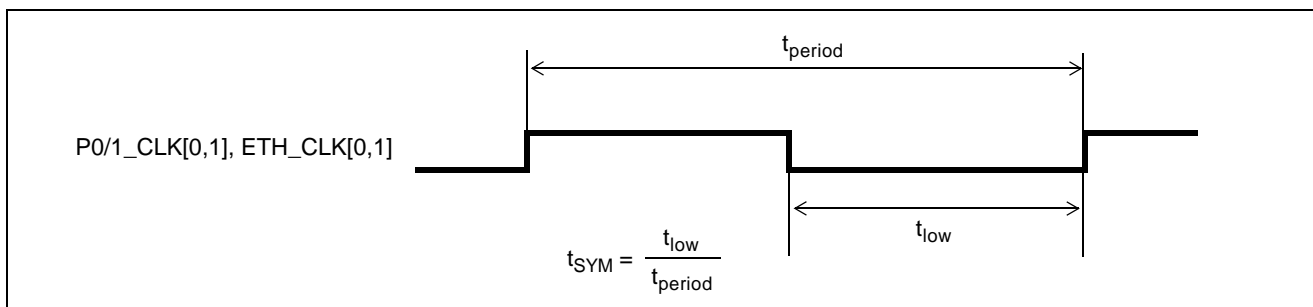 t_period
P0/1_CLK[0,1], ETH_CLK[0,1]
t_low
t_SYM = t_low / t_period